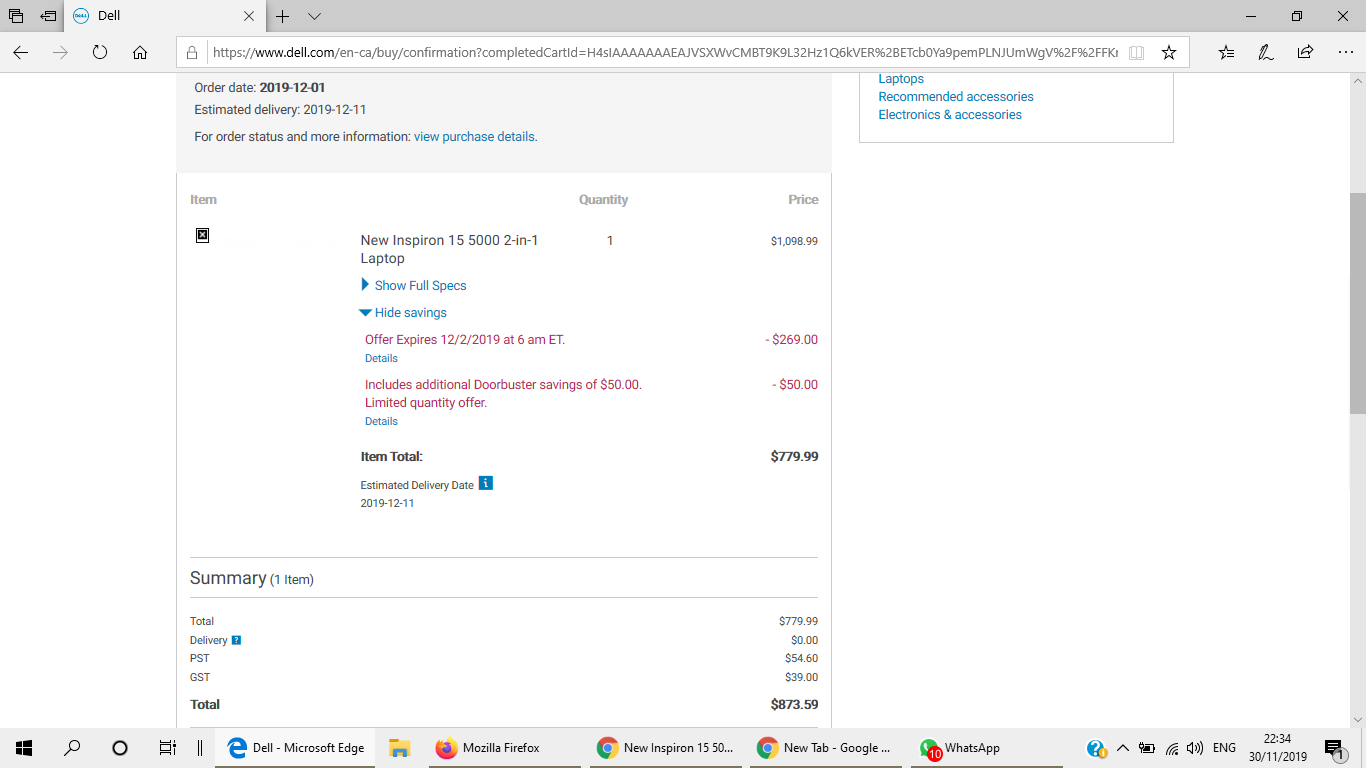 Dell
https://www.dell.com/en-ca/buy/confirmation?completedCartId=H4sIAAAAAAAEAJVSXWvCMBT9K9L32Hz1Q6kVER%2BETcb0Ya9pemPLNJUmWgV%2F%2FFKr
Order date: 2019-12-01
Estimated delivery: 2019-12-11
For order status and more information: view purchase details.
Laptops
Recommended accessories
Electronics & accessories
Item Quantity Price
New Inspiron 15 5000 2-in-1 1 $1,098.99
Laptop
Show Full Specs
Hide savings
Offer Expires 12/2/2019 at 6 am ET. - $269.00
Details
Includes additional Doorbuster savings of $50.00. - $50.00
Limited quantity offer.
Details
Item Total: $779.99
Estimated Delivery Date i
2019-12-11
Summary (1 Item)
Total $779.99
Delivery ? $0.00
PST $54.60
GST $39.00
Total $873.59
Dell - Microsoft Edge
Mozilla Firefox
New Inspiron 15 50...
New Tab - Google ...
10 WhatsApp
ENG
22:34
30/11/2019
1